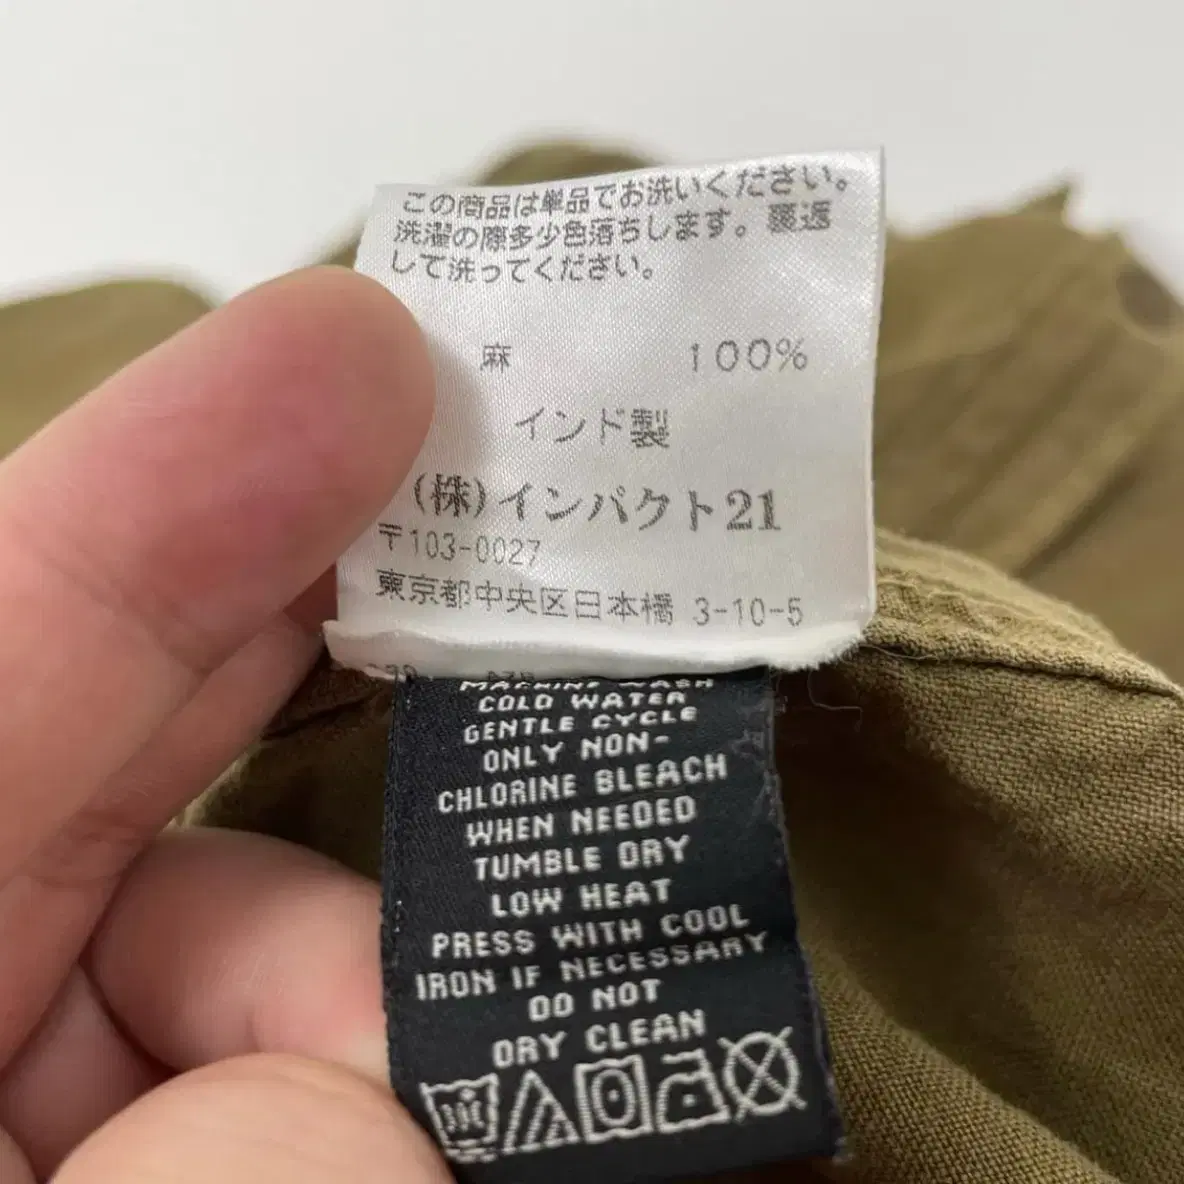 この商品は単品でお洗いください。
洗濯の際多少色落ちします。裏返
して洗ってください。
麻 100%
インド製
(株)インパクト21
〒103-0027
東京都中央区日本橋 3-10-5
MACHINE WASH
COLD WATER
GENTLE CYCLE
ONLY NON-
CHLORINE BLEACH
WHEN NEEDED
TUMBLE DRY
LOW HEAT
PRESS WITH COOL
IRON IF NECESSARY
DO NOT
DRY CLEAN